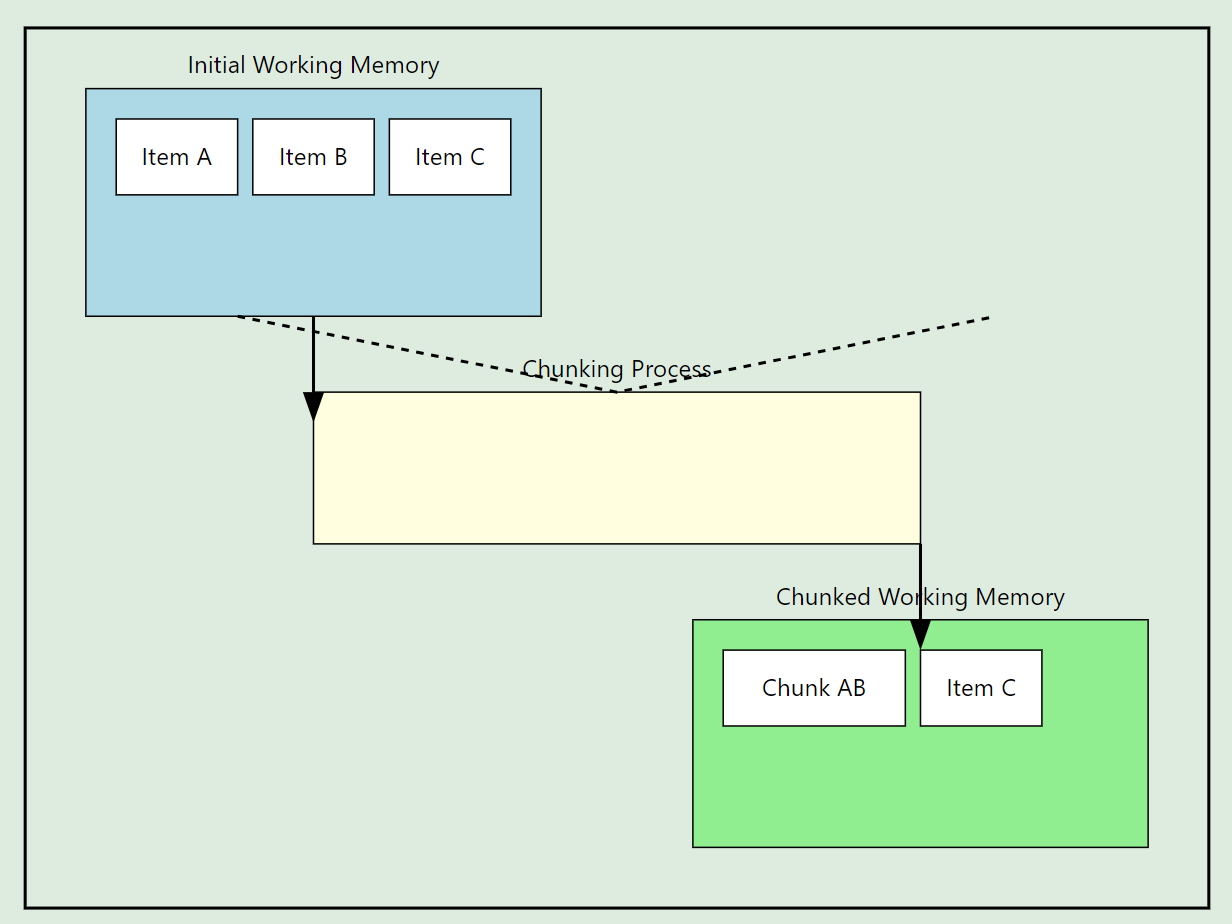 Initial Working Memory
Item A
Item B
Item C
Chunking Process
Chunked Working Memory
Chunk AB
Item C